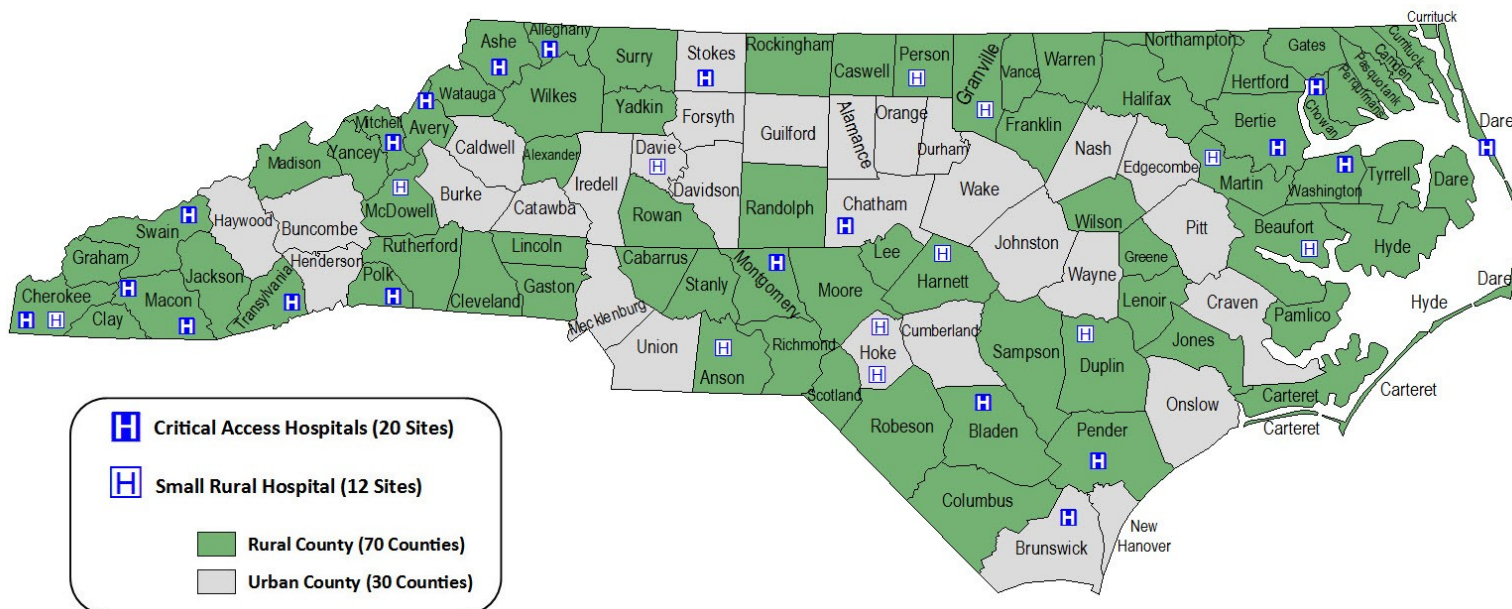 Currituck
Alleghany
Ashe
Surry
Stokes
Rockingham
Caswell
Person
Granville
Vance
Warren
Northampton
Gates
Currituck
Camden
Pasquotank
Perquimans
Hertford
Halifax
Watauga
Wilkes
Yadkin
Forsyth
Guilford
Alamance
Orange
Durham
Franklin
Chowan
Bertie
Dare
Mitchell
Avery
Yancey
Madison
Caldwell
Alexander
Iredell
Davie
Davidson
Nash
Edgecombe
Martin
Washington
Tyrrell
Dare
McDowell
Burke
Catawba
Rowan
Randolph
Chatham
Wake
Wilson
Pitt
Beaufort
Hyde
Haywood
Buncombe
Swain
Graham
Jackson
Henderson
Rutherford
Lincoln
Polk
Cleveland
Gaston
Cabarrus
Stanly
Montgomery
Moore
Lee
Harnett
Johnston
Wayne
Greene
Lenoir
Craven
Pamlico
Hyde
Dare
Cherokee
Clay
Macon
Transylvania
Mecklenburg
Union
Anson
Richmond
Scotland
Hoke
Cumberland
Sampson
Duplin
Jones
Onslow
Carteret
Carteret
Carteret
Robeson
Bladen
Pender
Columbus
Brunswick
New
Hanover
H Critical Access Hospitals (20 Sites)
H Small Rural Hospital (12 Sites)
Rural County (70 Counties)
Urban County (30 Counties)